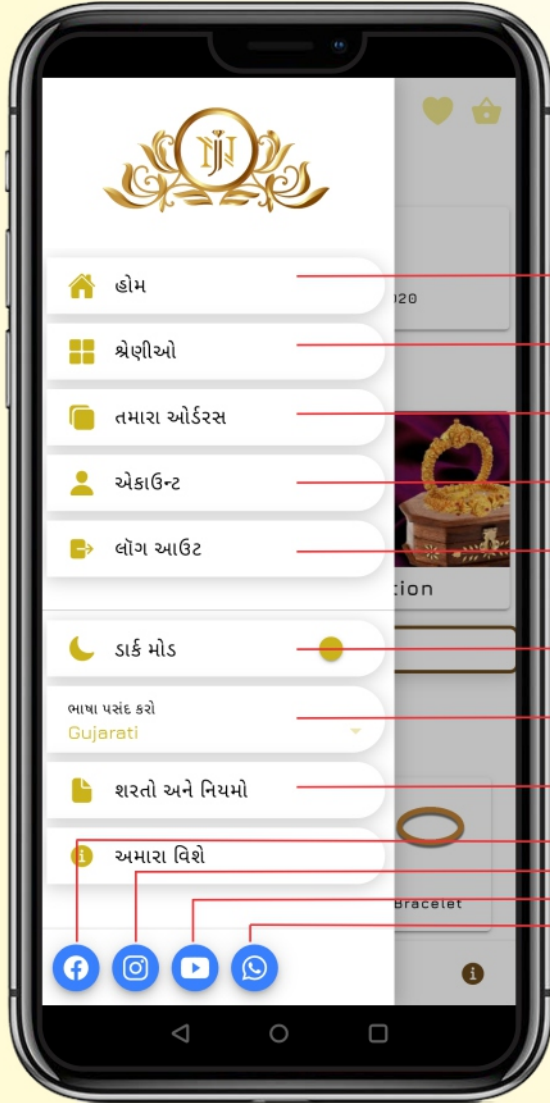 હોમ
020
શ્રેણીઓ
તમારા ઓર્ડરસ
એકાઉન્ટ
લૉગ આઉટ
tion
ડાર્ક મોડ
ભાષા પસંદ કરો
Gujarati
શરતો અને નિયમો
અમારા વિશે
Bracelet